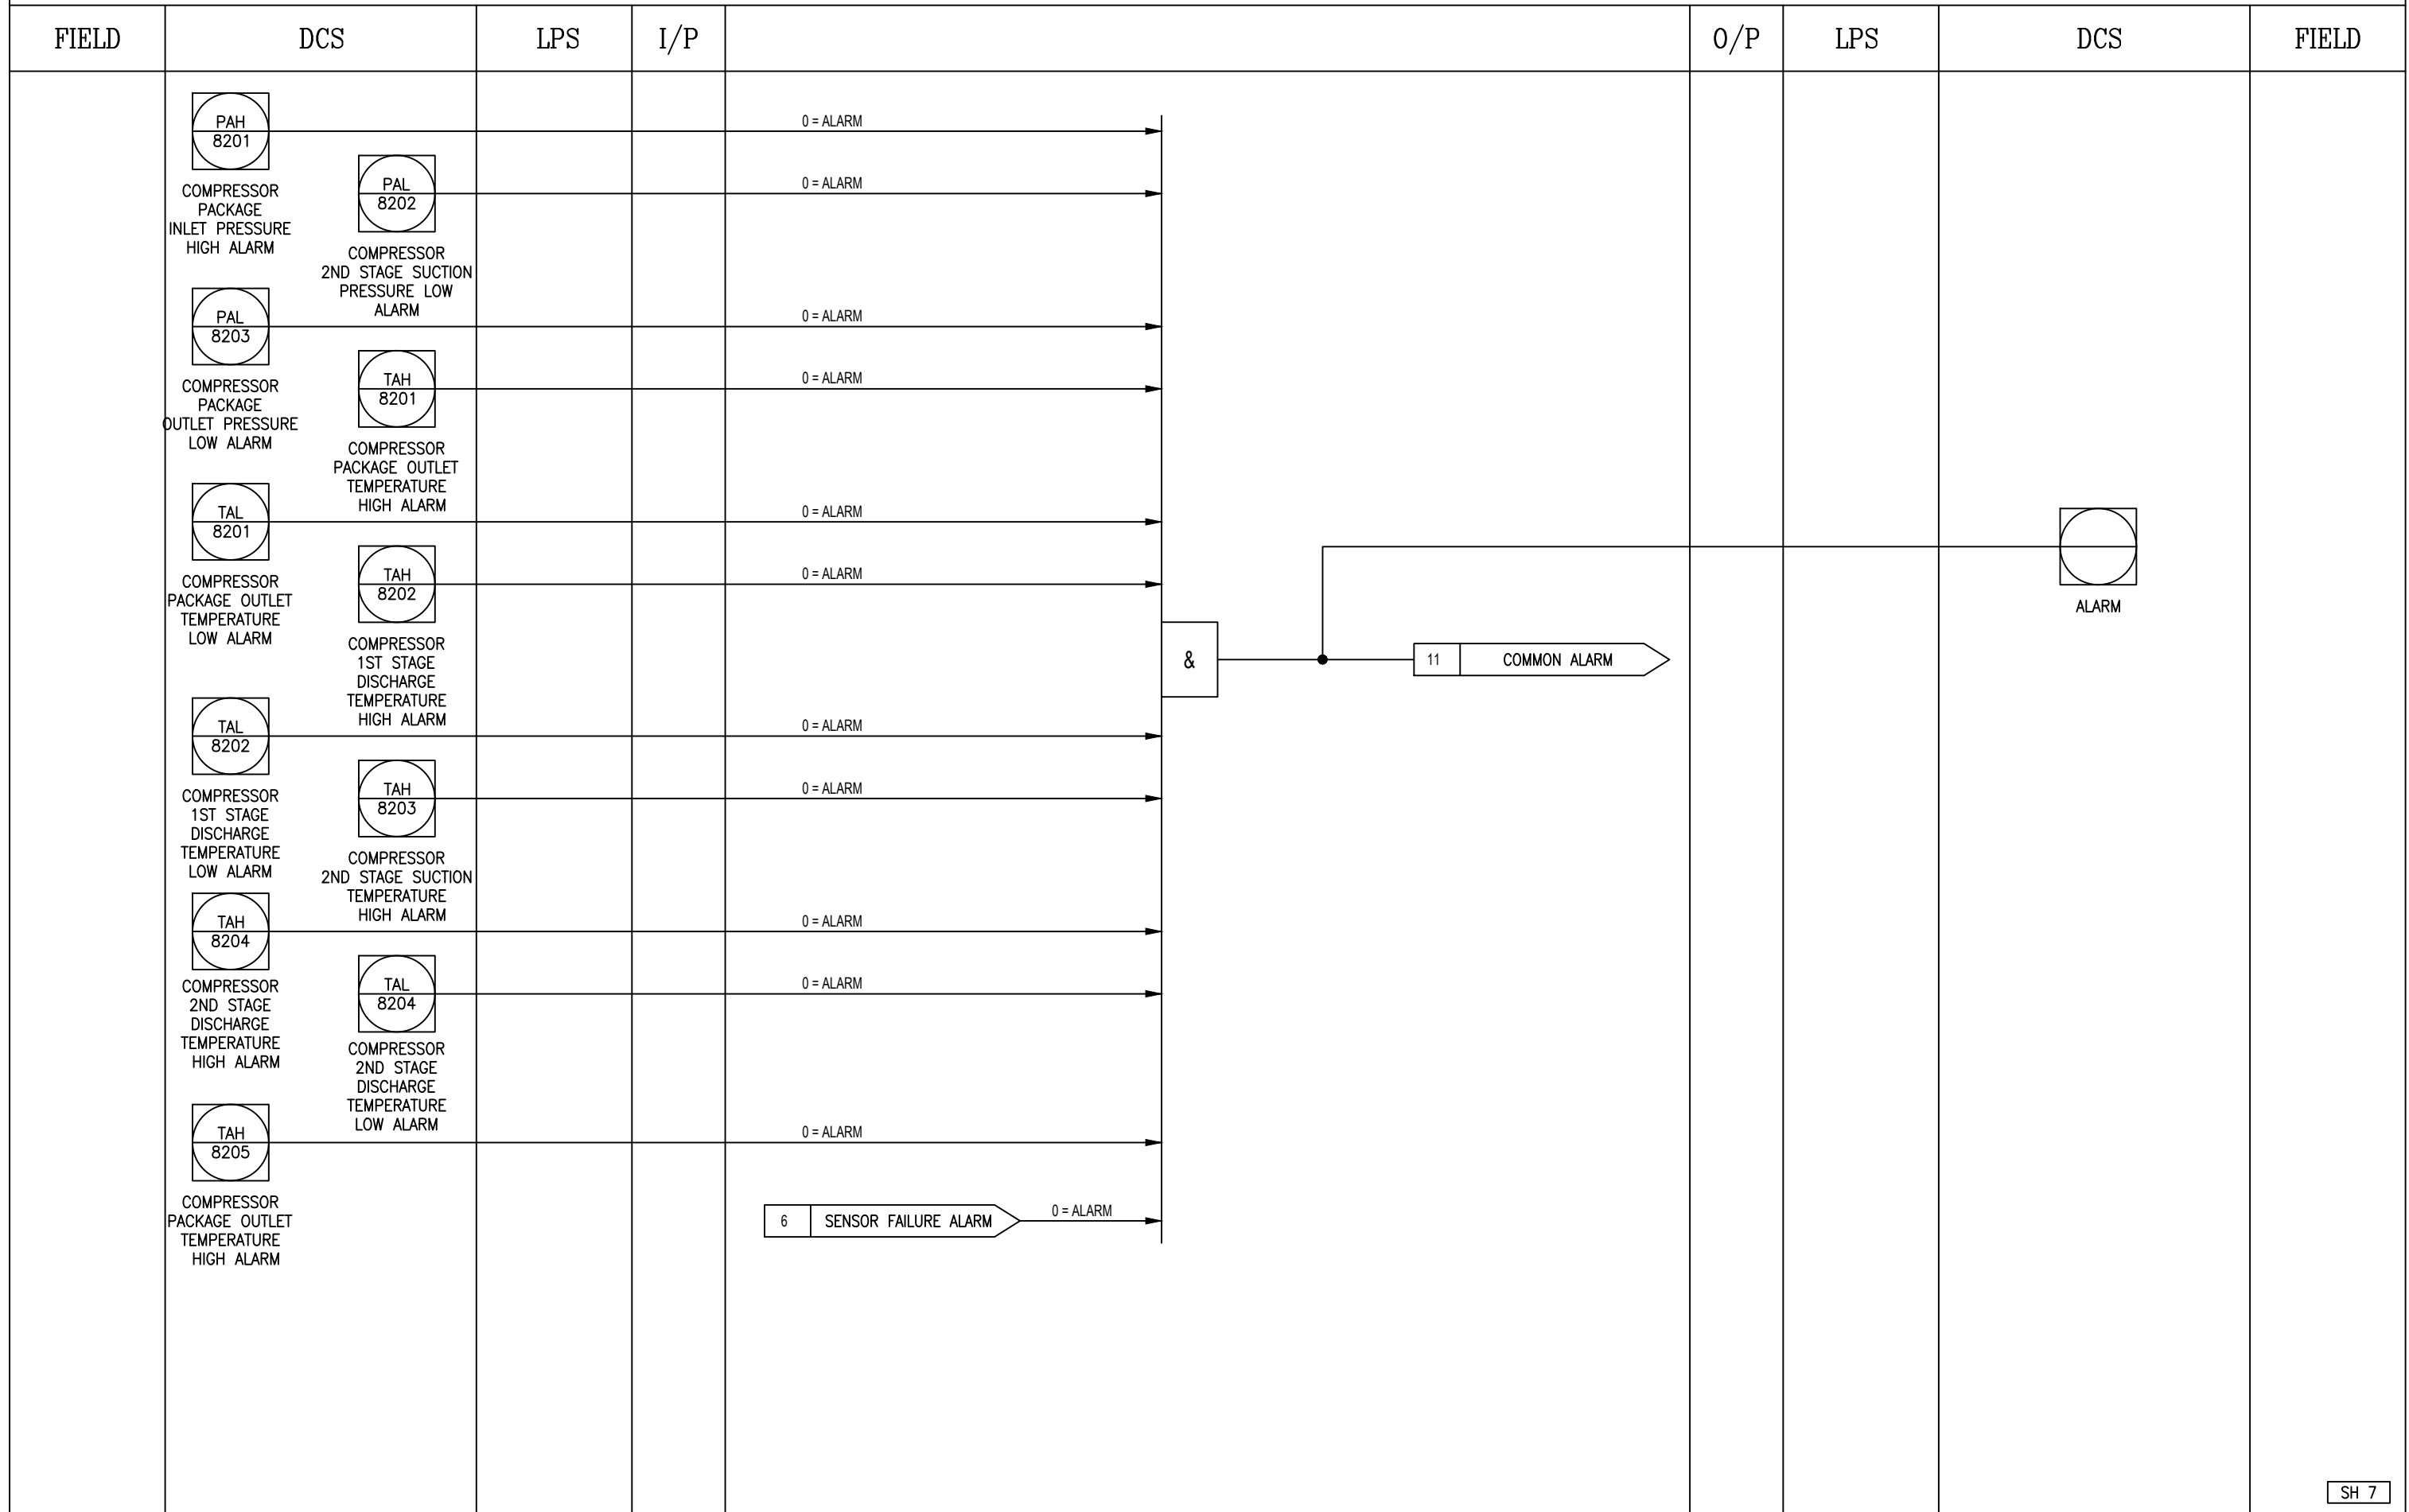 FIELD
DCS
LPS
I/P
O/P
LPS
DCS
FIELD
PAH
8201
COMPRESSOR
PACKAGE
INLET PRESSURE
HIGH ALARM
0 = ALARM
PAL
8202
COMPRESSOR
2ND STAGE SUCTION
PRESSURE LOW
ALARM
0 = ALARM
PAL
8203
COMPRESSOR
PACKAGE
OUTLET PRESSURE
LOW ALARM
0 = ALARM
TAH
8201
COMPRESSOR
PACKAGE OUTLET
TEMPERATURE
HIGH ALARM
0 = ALARM
TAL
8201
COMPRESSOR
PACKAGE OUTLET
TEMPERATURE
LOW ALARM
0 = ALARM
TAH
8202
COMPRESSOR
1ST STAGE
DISCHARGE
TEMPERATURE
HIGH ALARM
0 = ALARM
TAL
8202
COMPRESSOR
1ST STAGE
DISCHARGE
TEMPERATURE
LOW ALARM
0 = ALARM
TAH
8203
COMPRESSOR
2ND STAGE SUCTION
TEMPERATURE
HIGH ALARM
0 = ALARM
TAH
8204
COMPRESSOR
2ND STAGE
DISCHARGE
TEMPERATURE
HIGH ALARM
0 = ALARM
TAL
8204
COMPRESSOR
2ND STAGE
DISCHARGE
TEMPERATURE
LOW ALARM
0 = ALARM
TAH
8205
COMPRESSOR
PACKAGE OUTLET
TEMPERATURE
HIGH ALARM
0 = ALARM
6 SENSOR FAILURE ALARM
0 = ALARM
&
11 COMMON ALARM
ALARM
SH 7